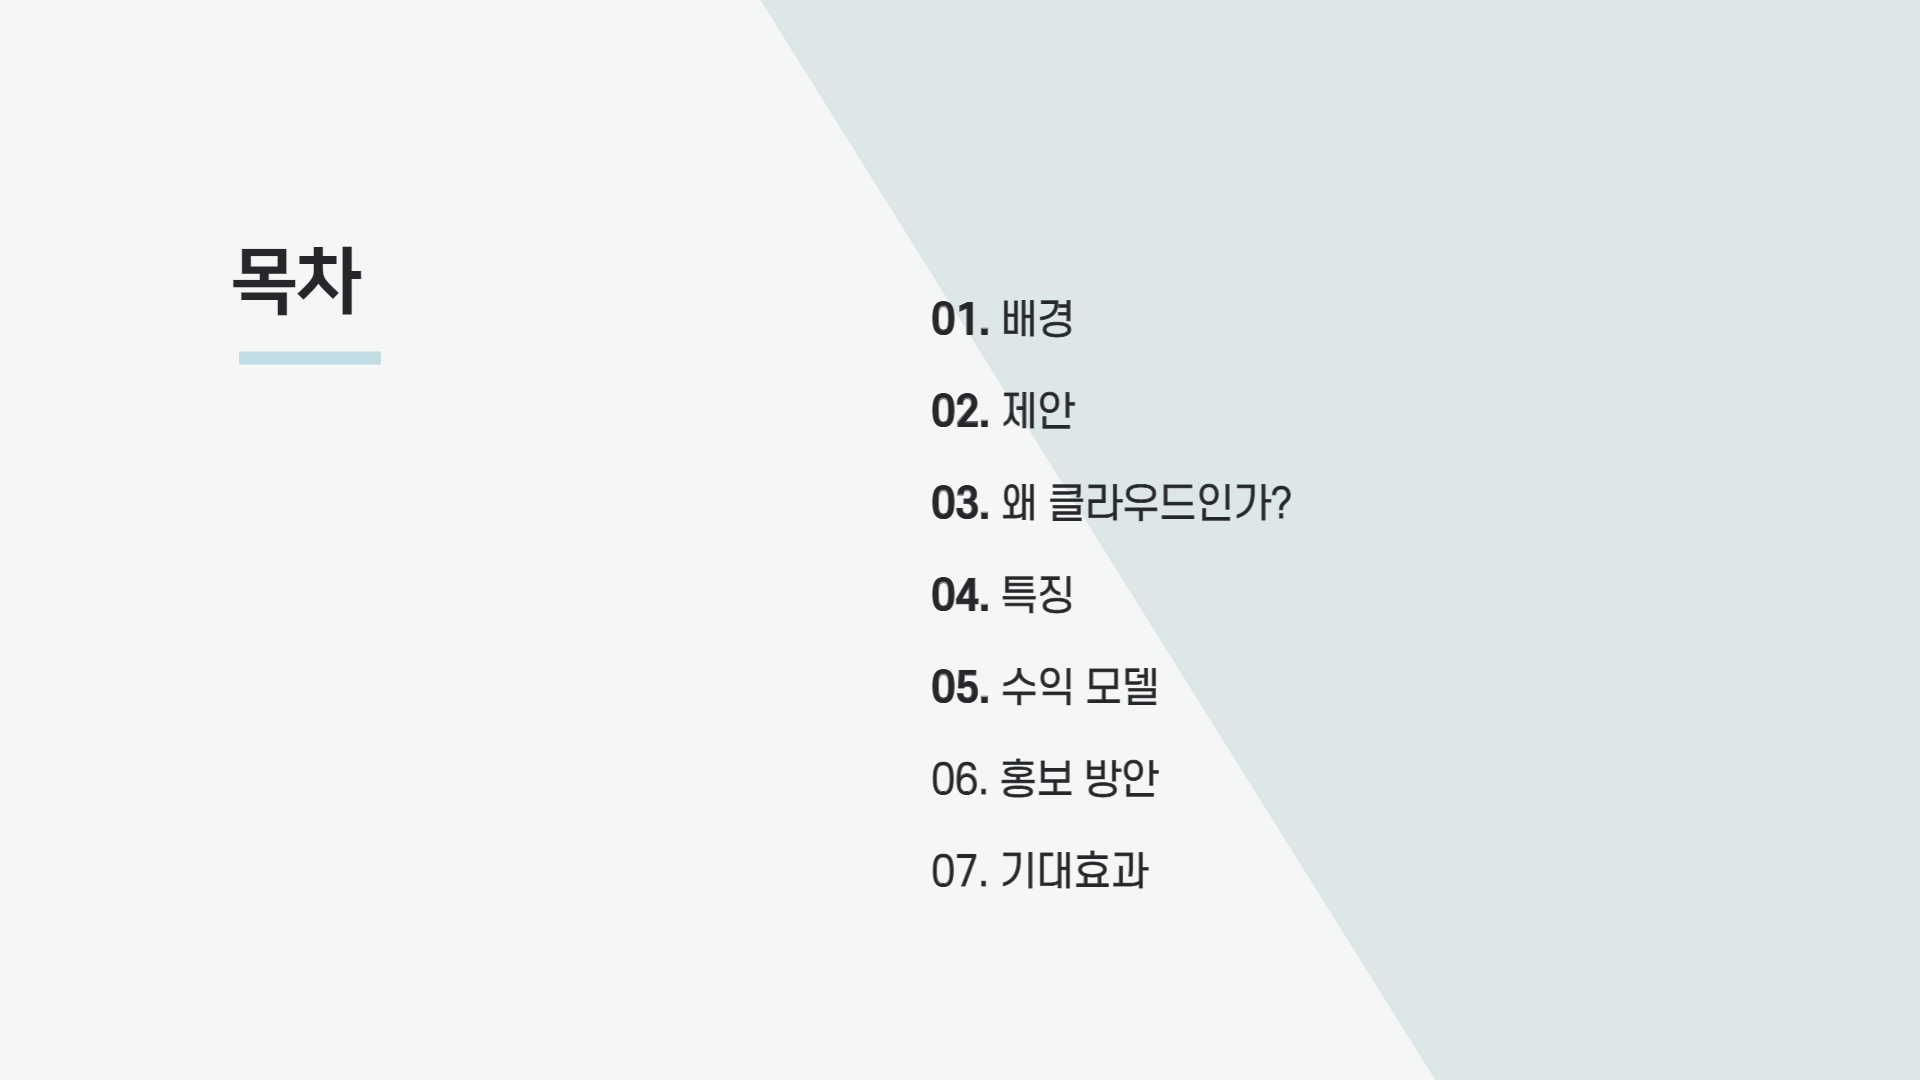 목차
01. 배경
02. 제안
03. 왜 클라우드인가?
04. 특징
05. 수익 모델
06. 홍보 방안
07. 기대효과